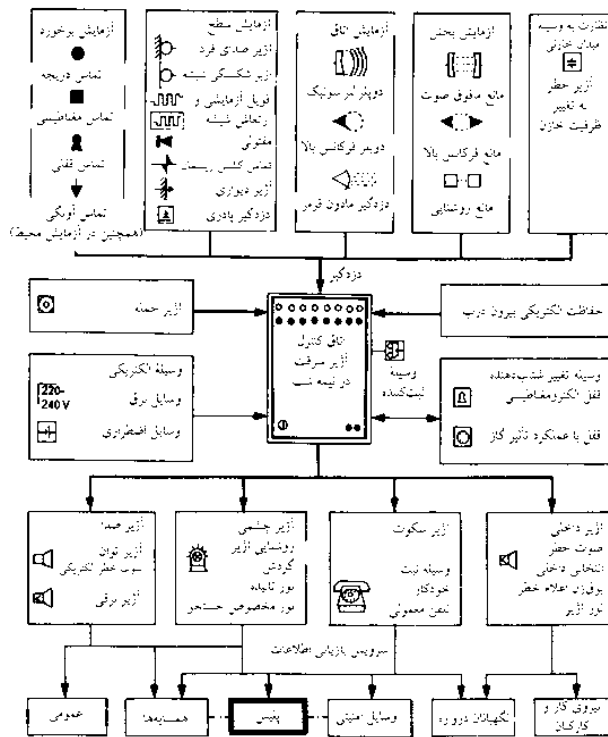 آزمایش برخورد
تماس دریچه
تماس مغناطیسی
تماس قفلی
تماس آونگی
(همچنین در آزمایش محیط)
آزمایش سطح
آژیر صدای فرد
آژیر شکستگی شیشه
فویل آزمایشی و
ارتعاش شیشه
مفتولی
تماس کشش ریسمان
آژیر دیواری
دزدگیر پادری
آزمایش اتاق
دوپلر لتر سونیک
دوپلر فرکانس بالا
دزدگیر مادون قرمز
آزمایش بخش
مانع مافوق صوت
مانع فرکانس بالا
مانع روشنایی
نظارت به وسیله
میدان خازنی
آژیر خطر
به تغییر
ظرفیت خازن
دزدگیر
آژیر حمله
اتاق کنترل
آژیر سرقت
در نیمه شب
حفاظت الکتریکی بیرون درب
وسیله الکتریکی
220-
240 V
وسایل برق
وسایل اضطراری
وسیله
ثبت‌کننده
وسیله تغییر شتاب‌دهنده
قفل الکترومغناطیسی
قفل با عملکرد تأثیر گاز
آژیر صدا
آژیر توان
سوت خطر الکتریکی
آژیر برقی
آژیر چشمی
روشنایی آژیر
گردش
نور تابیده
نور مخصوص جستجو
آژیر سکوت
وسیله ثبت
خودکار
تلفن معمولی
آژیر داخلی
صوت خطر
انتخابی داخلی
اعلام خطر
نور آژیر
سرویس بازیابی اطلاعات
عمومی
همسایه‌ها
پلیس
وسایل امنیتی
نگهبانان دروازه
نیروی کار و
کارکنان